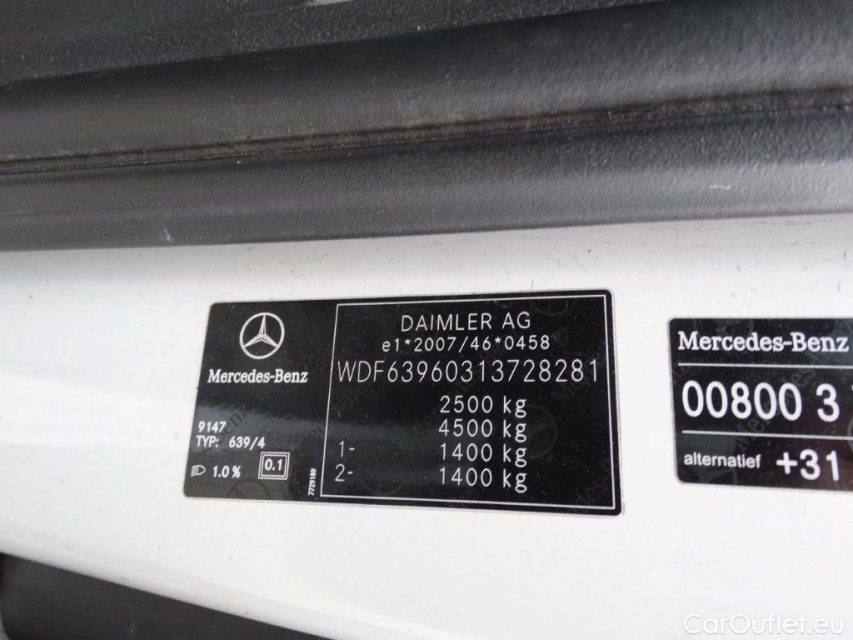 Mercedes-Benz
9147
TYP: 639/4
1.0 %
0.1
7729189
DAIMLER AG
e1*2007/46*0458
WDF63960313728281
2500 kg
4500 kg
1- 1400 kg
2- 1400 kg
Mercedes-Benz
00800 3
alternatief +31
CarOutlet.eu